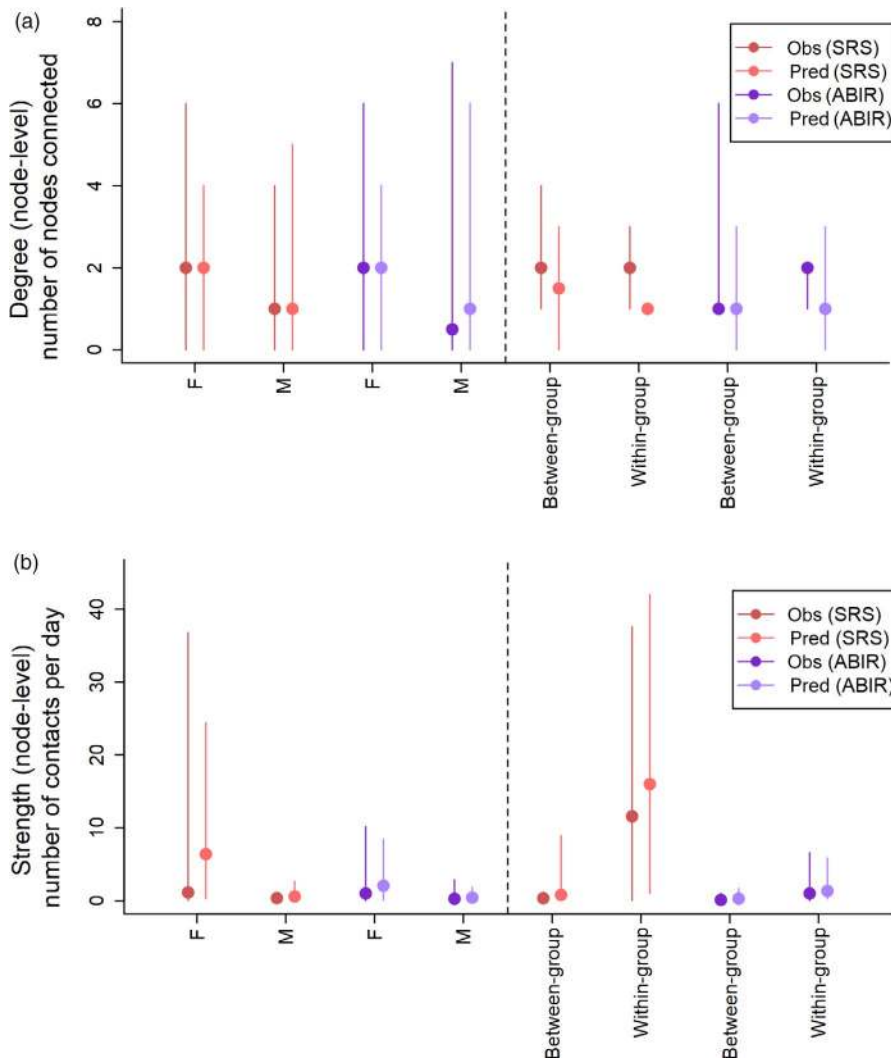 (a)
Degree (node-level)
number of nodes connected
8
6
4
2
0
Obs (SRS)
Pred (SRS)
Obs (ABIR)
Pred (ABIR)
F
M
F
M
Between-group
Within-group
Between-group
Within-group
(b)
Strength (node-level)
number of contacts per day
40
30
20
10
0
Obs (SRS)
Pred (SRS)
Obs (ABIR)
Pred (ABIR)
F
M
F
M
Between-group
Within-group
Between-group
Within-group